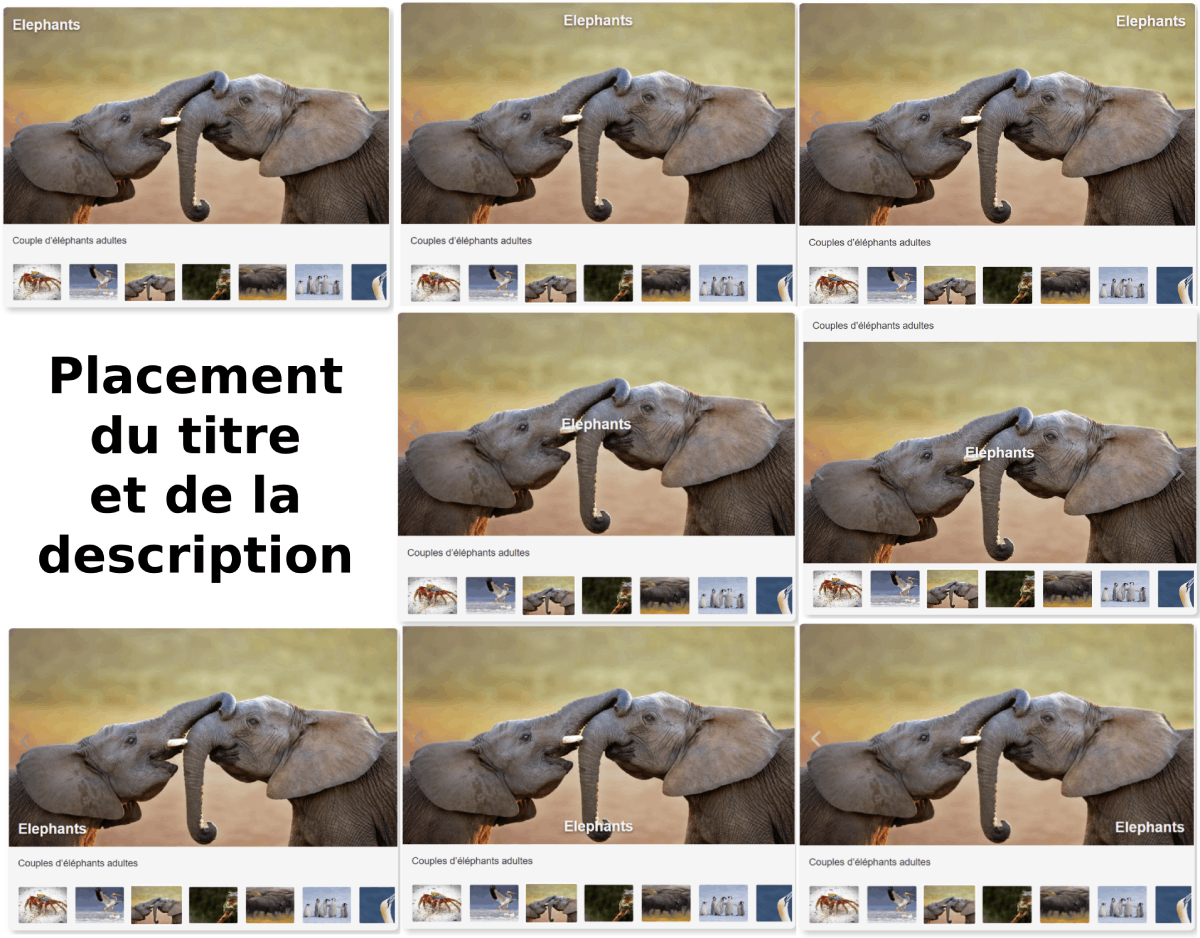 Elephants
Couple d'éléphants adultes
Elephants
Couples d'éléphants adultes
Elephants
Couples d'éléphants adultes
Placement
du titre
et de la
description
Elephants
Couples d'éléphants adultes
Couples d'éléphants adultes
Elephants
Elephants
Couples d'éléphants adultes
Elephants
Couples d'éléphants adultes
Elephants
Couples d'éléphants adultes